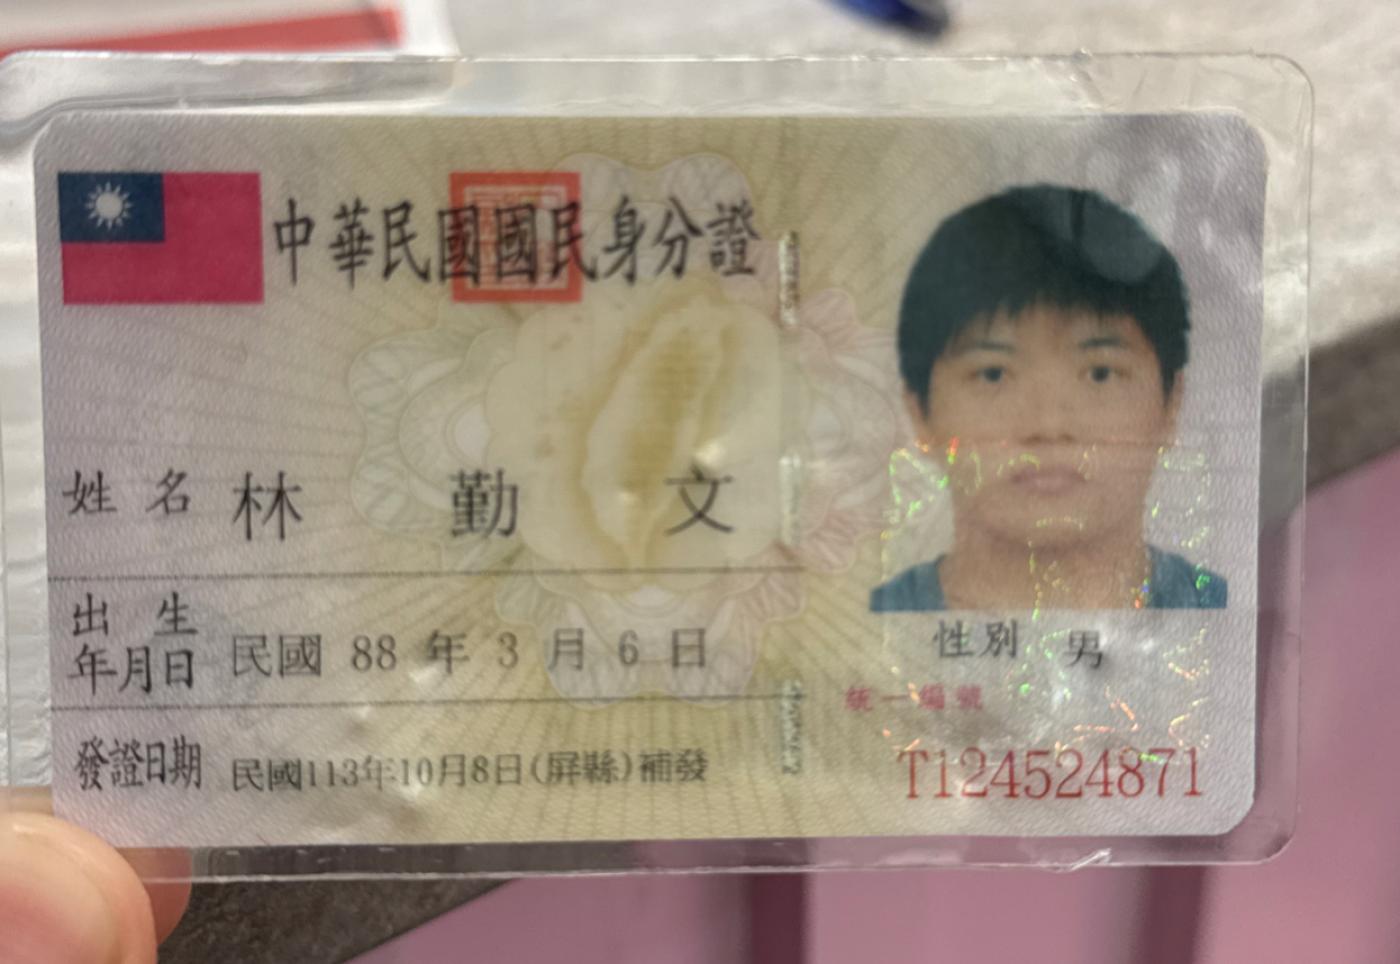 中華民國國民身分證
姓名 林勤文
出生年月日 民國 88 年 3 月 6 日
發證日期 民國113年10月8日(屏縣)補發
性別 男
統一編號
T124524871